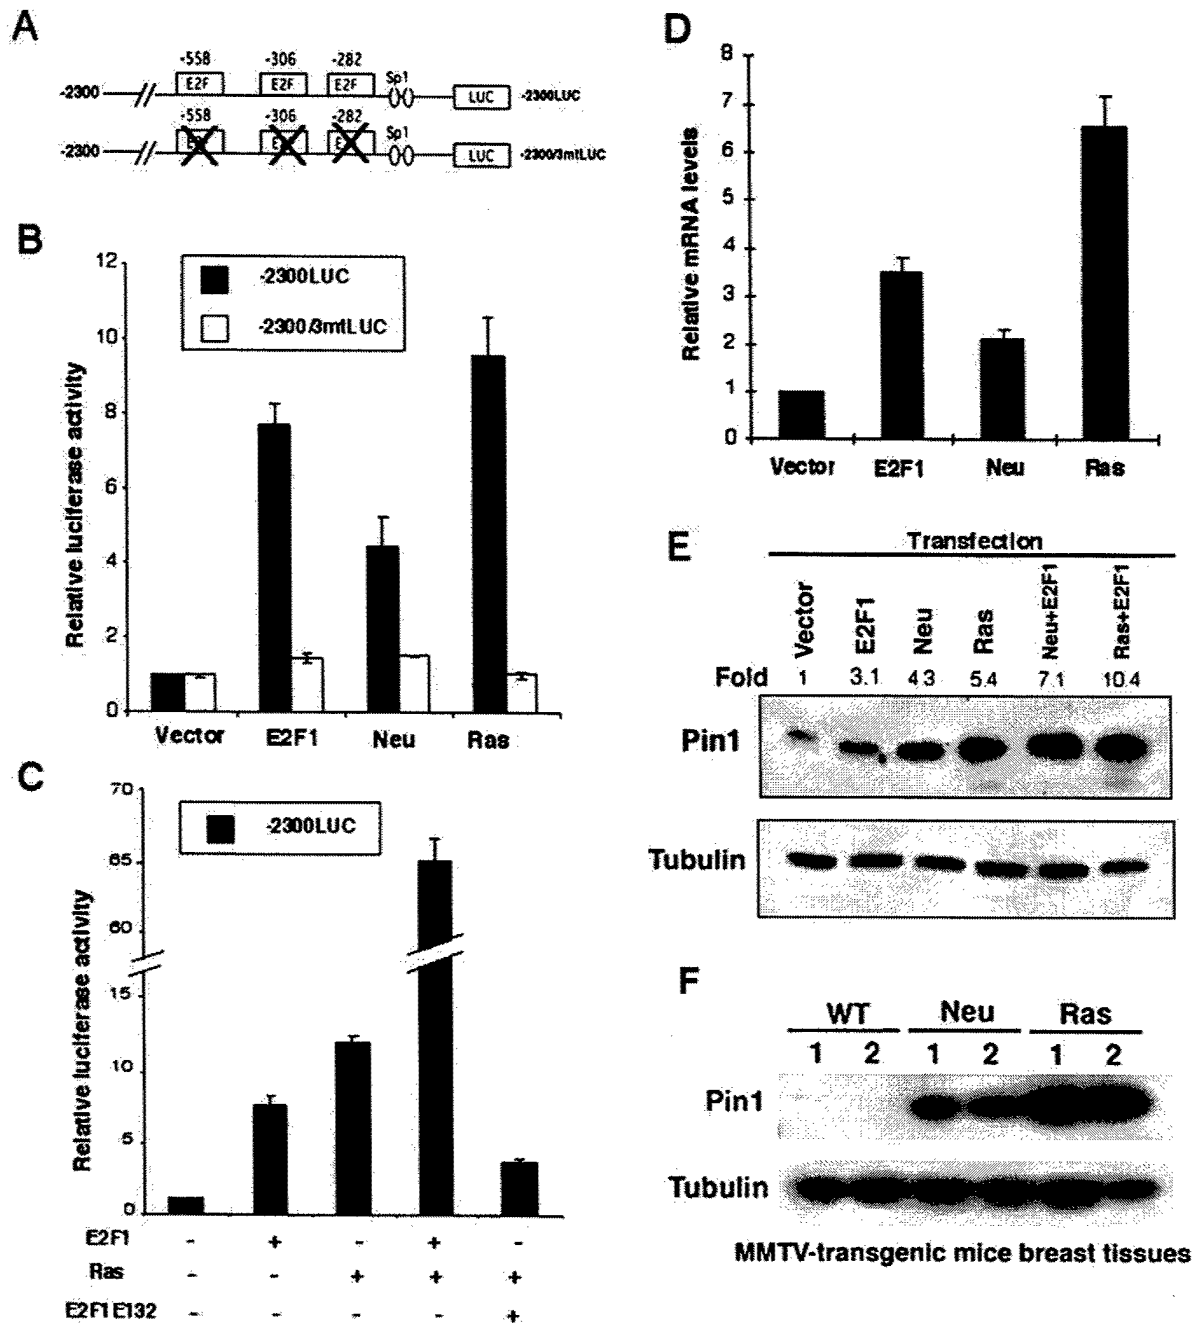 A
-558 -306 -282
-2300 E2F E2F E2F Sp1 LUC -2300LUC
-558 -306 -282
-2300 Sp1 LUC -2300/3mtLUC
B
Relative luciferase activity
12
10
8
6
4
2
0
-2300LUC
-2300/3mtLUC
Vector E2F1 Neu Ras
C
Relative luciferase activity
70
65
60
15
10
5
0
-2300LUC
E2F1 - + - + -
Ras - - + + +
E2F1 E132 - - - - +
D
Relative mRNA levels
8
7
6
5
4
3
2
1
0
Vector E2F1 Neu Ras
E
Transfection
Vector E2F1 Neu Ras Neu+E2F1 Ras+E2F1
Fold 1 3.1 4.3 5.4 7.1 10.4
Pin1
Tubulin
F
WT Neu Ras
1 2 1 2 1 2
Pin1
Tubulin
MMTV-transgenic mice breast tissues